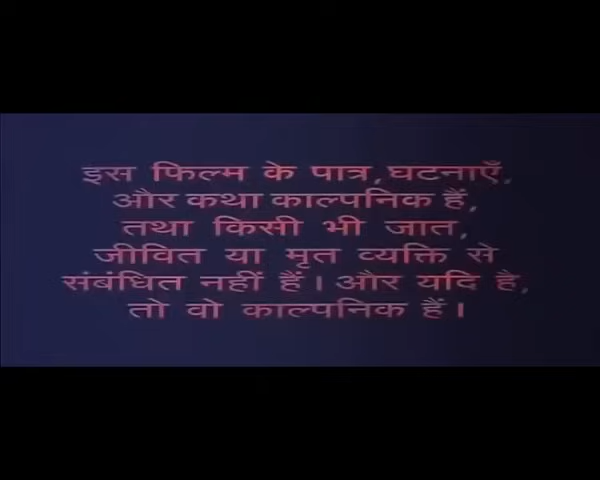 इस फिल्म के पात्र, घटनाएँ,
और कथा काल्पनिक हैं,
तथा किसी भी जात,
जीवित या मृत व्यक्ति से
संबंधित नहीं हैं । और यदि है,
तो वो काल्पनिक हैं ।